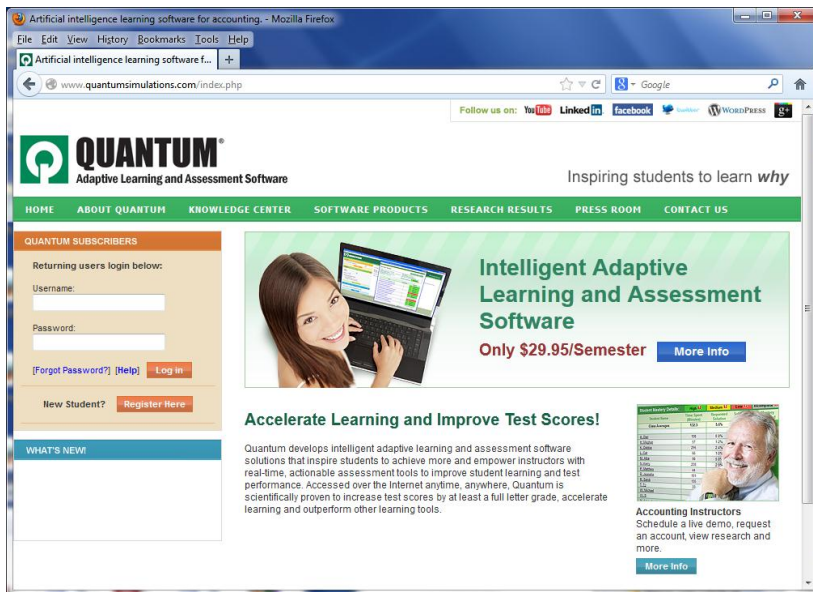 Artificial intelligence learning software for accounting. - Mozilla Firefox
File Edit View History Bookmarks Tools Help
Artificial intelligence learning software f...
www.quantumsimulations.com/index.php
Google
Follow us on: YouTube Linked in facebook twitter WORDPRESS g+
QUANTUM®
Adaptive Learning and Assessment Software
Inspiring students to learn why
HOME ABOUT QUANTUM KNOWLEDGE CENTER SOFTWARE PRODUCTS RESEARCH RESULTS PRESS ROOM CONTACT US
QUANTUM SUBSCRIBERS
Returning users login below:
Username:
Password:
[Forgot Password?] [Help] Log in
New Student? Register Here
WHAT'S NEW!
Intelligent Adaptive
Learning and Assessment
Software
Only $29.95/Semester More Info
Accelerate Learning and Improve Test Scores!
Quantum develops intelligent adaptive learning and assessment software
solutions that inspire students to achieve more and empower instructors with
real-time, actionable assessment tools to improve student learning and test
performance. Accessed over the Internet anytime, anywhere, Quantum is
scientifically proven to increase test scores by at least a full letter grade, accelerate
learning and outperform other learning tools.
Accounting Instructors
Schedule a live demo, request
an account, view research and
more.
More Info